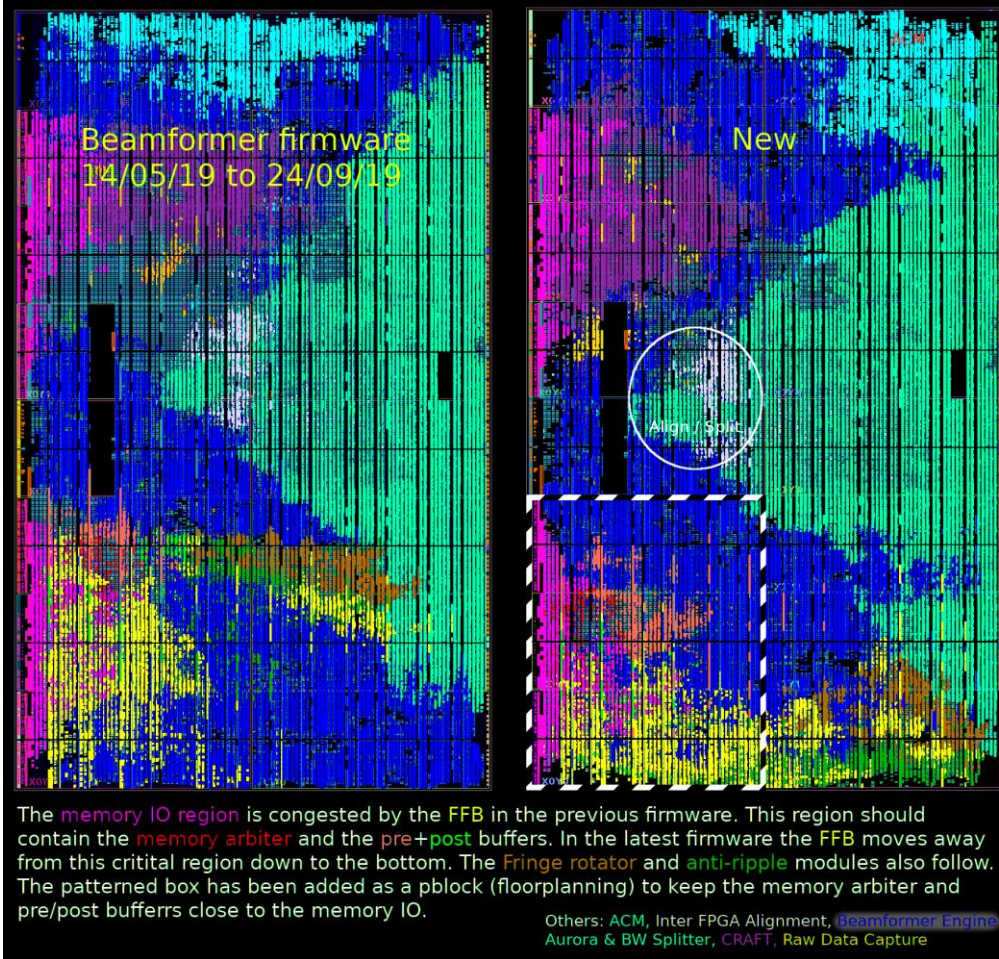 ACM
Beamformer firmware
14/05/19 to 24/09/19
New
Align / Split
The memory IO region is congested by the FFB in the previous firmware. This region should
contain the memory arbiter and the pre+post buffers. In the latest firmware the FFB moves away
from this critital region down to the bottom. The Fringe rotator and anti-ripple modules also follow.
The patterned box has been added as a pblock (floorplanning) to keep the memory arbiter and
pre/post bufferrs close to the memory IO.
Others: ACM, Inter FPGA Alignment, Beamformer Engine
Aurora & BW Splitter, CRAFT, Raw Data Capture